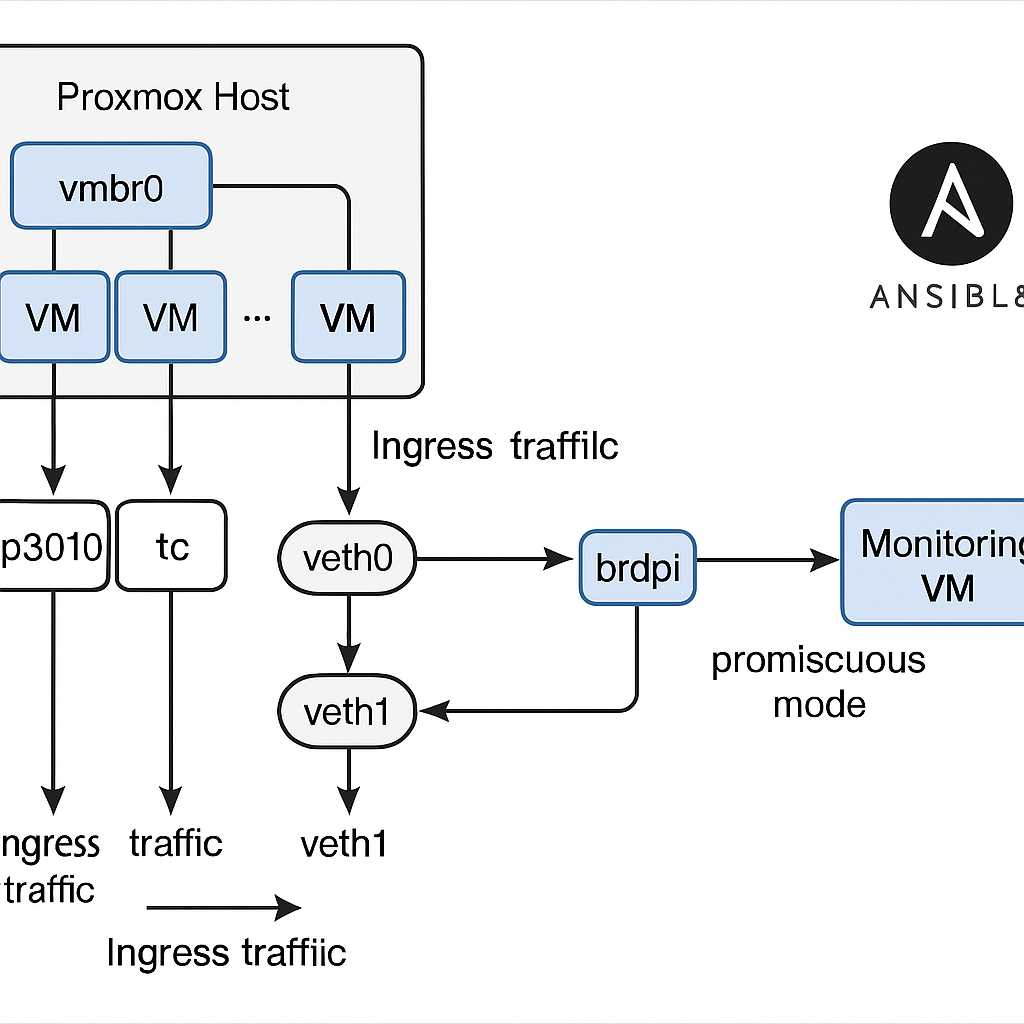 Proxmox Host
vmbr0
VM
VM
...
VM
ANSIBL&
Ingress traffilc
p3010
tc
veth0
brdpi
Monitoring
VM
promiscuous
mode
veth1
ngress
traffic
traffic
veth1
Ingress traffiic